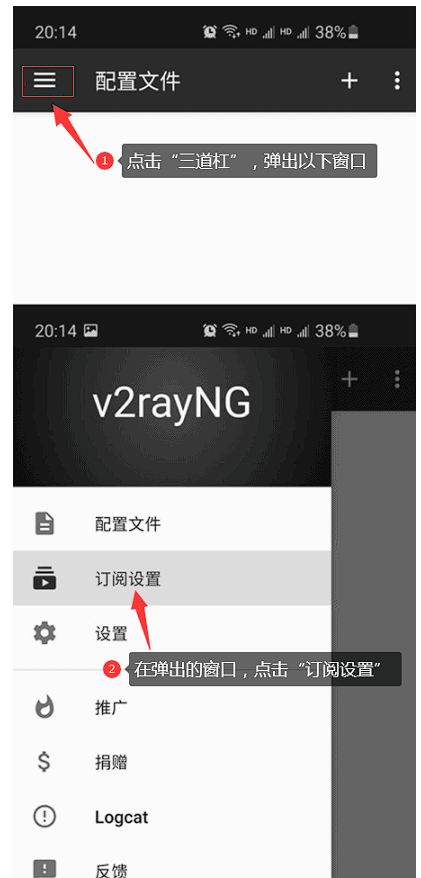 20:14 HD HD 38%
配置文件
1 点击“三道杠”，弹出以下窗口
20:14 HD HD 38%
v2rayNG
配置文件
订阅设置
设置
2 在弹出的窗口，点击“订阅设置”
推广
捐赠
Logcat
反馈